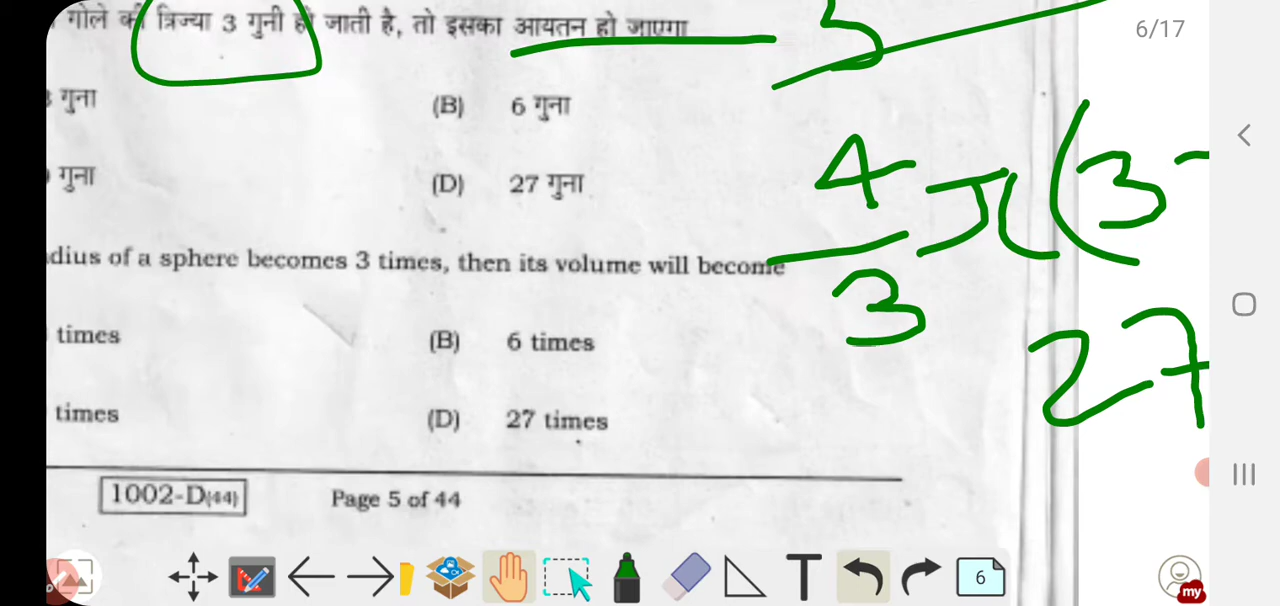 गोले की त्रिज्या 3 गुनी हो जाती है, तो इसका आयतन हो जाएगा
6/17
गुना
(B) 6 गुना
गुना
(D) 27 गुना
4/3 π(3
27
dius of a sphere becomes 3 times, then its volume will become
times
(B) 6 times
times
(D) 27 times
1002-D(44) Page 5 of 44
T
6
my